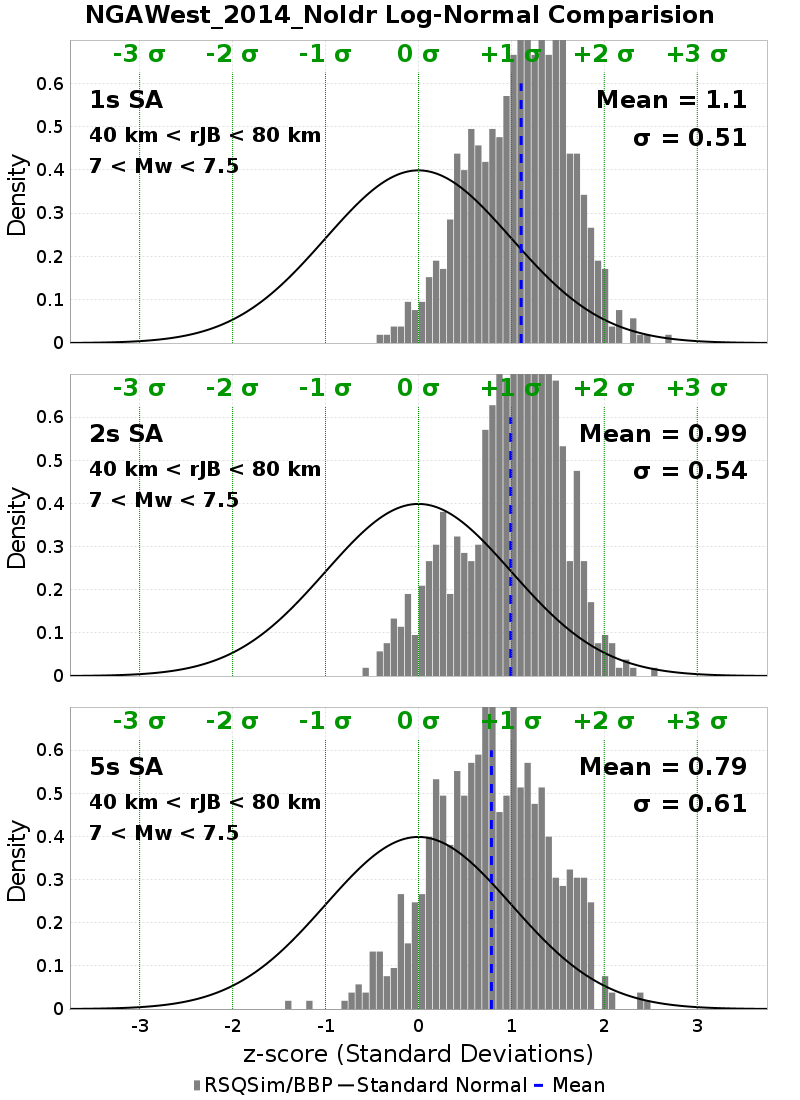 NGAWest_2014_NoIdr Log-Normal Comparision
-3 σ -2 σ -1 σ 0 σ +1 σ +2 σ +3 σ
1s SA
Mean = 1.1
40 km < rJB < 80 km
σ = 0.51
7 < Mw < 7.5
0.6
0.5
0.4
0.3
0.2
0.1
0
Density
-3 σ -2 σ -1 σ 0 σ +1 σ +2 σ +3 σ
2s SA
Mean = 0.99
40 km < rJB < 80 km
σ = 0.54
7 < Mw < 7.5
0.6
0.5
0.4
0.3
0.2
0.1
0
Density
-3 σ -2 σ -1 σ 0 σ +1 σ +2 σ +3 σ
5s SA
Mean = 0.79
40 km < rJB < 80 km
σ = 0.61
7 < Mw < 7.5
0.6
0.5
0.4
0.3
0.2
0.1
0
Density
-3 -2 -1 0 1 2 3
z-score (Standard Deviations)
RSQSim/BBP Standard Normal Mean